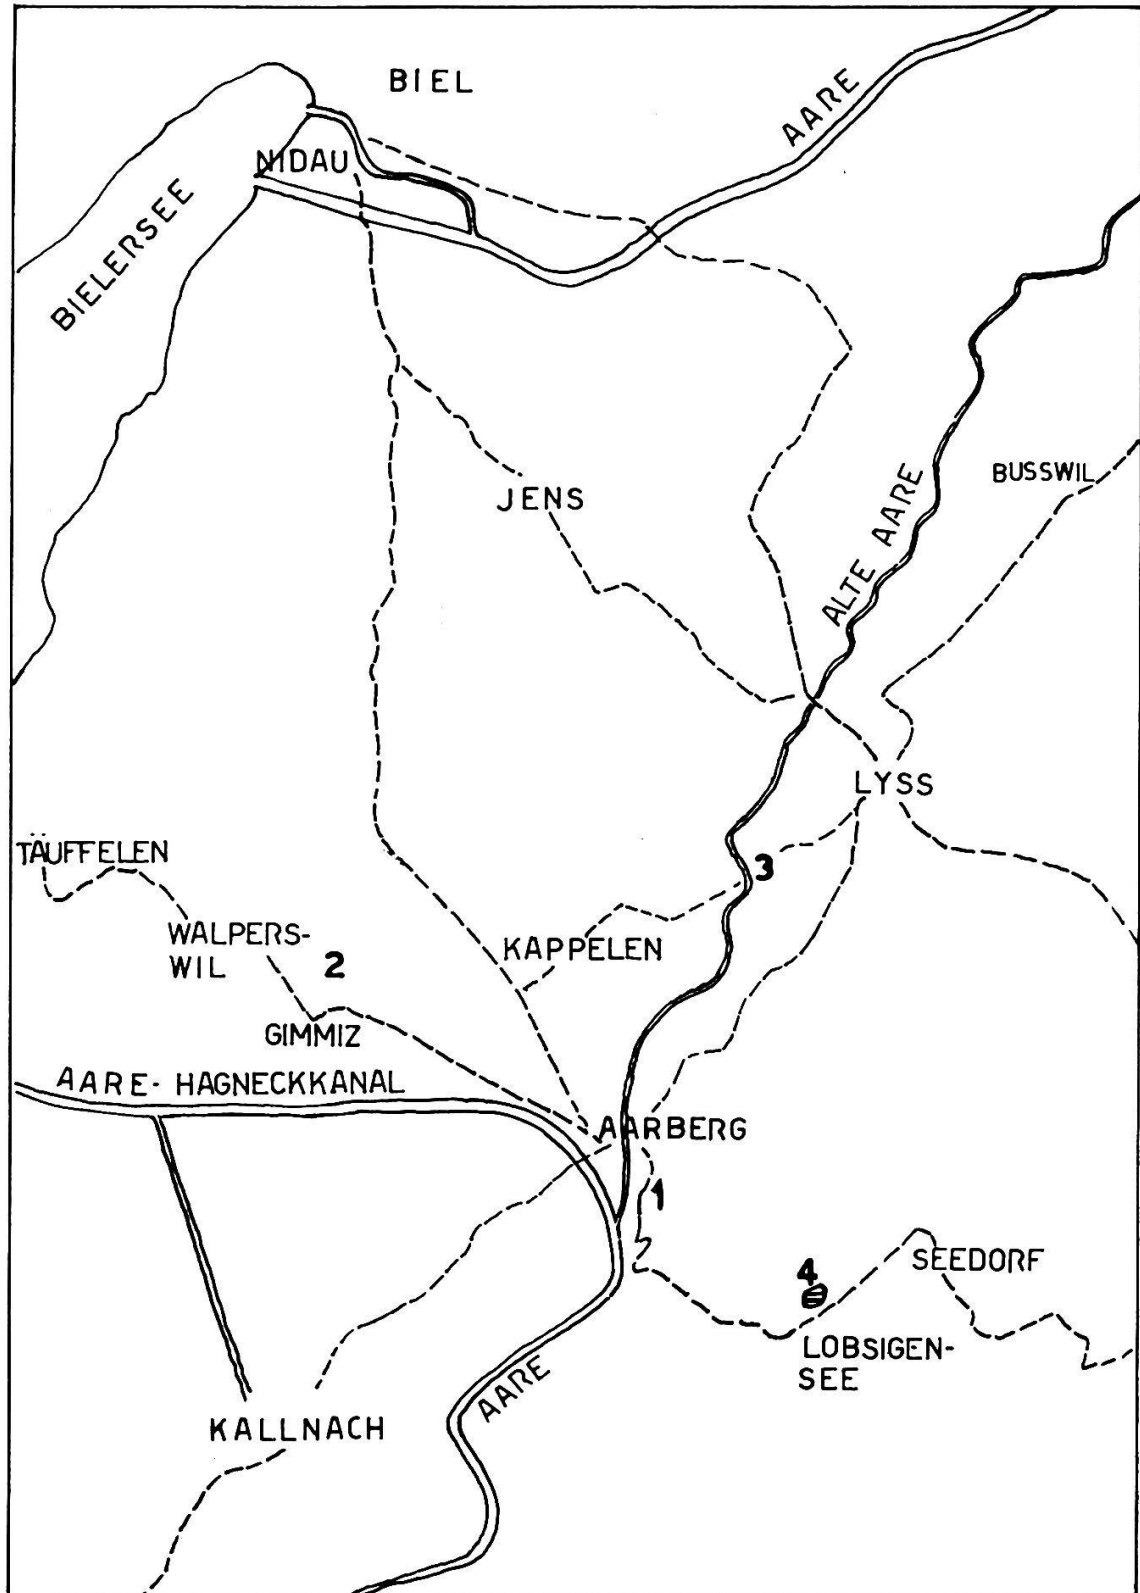 BIEL
AARE
NIDAU
BIELERSEE
BUSSWIL
JENS
ALTE AARE
LYSS
TÄUFFELEN
3
WALPERS-
WIL
2
KAPPELEN
GIMMIZ
AARE-HAGNECKKANAL
AARBERG
1
SEEDORF
4
LOBSIGEN-
SEE
AARE
KALLNACH